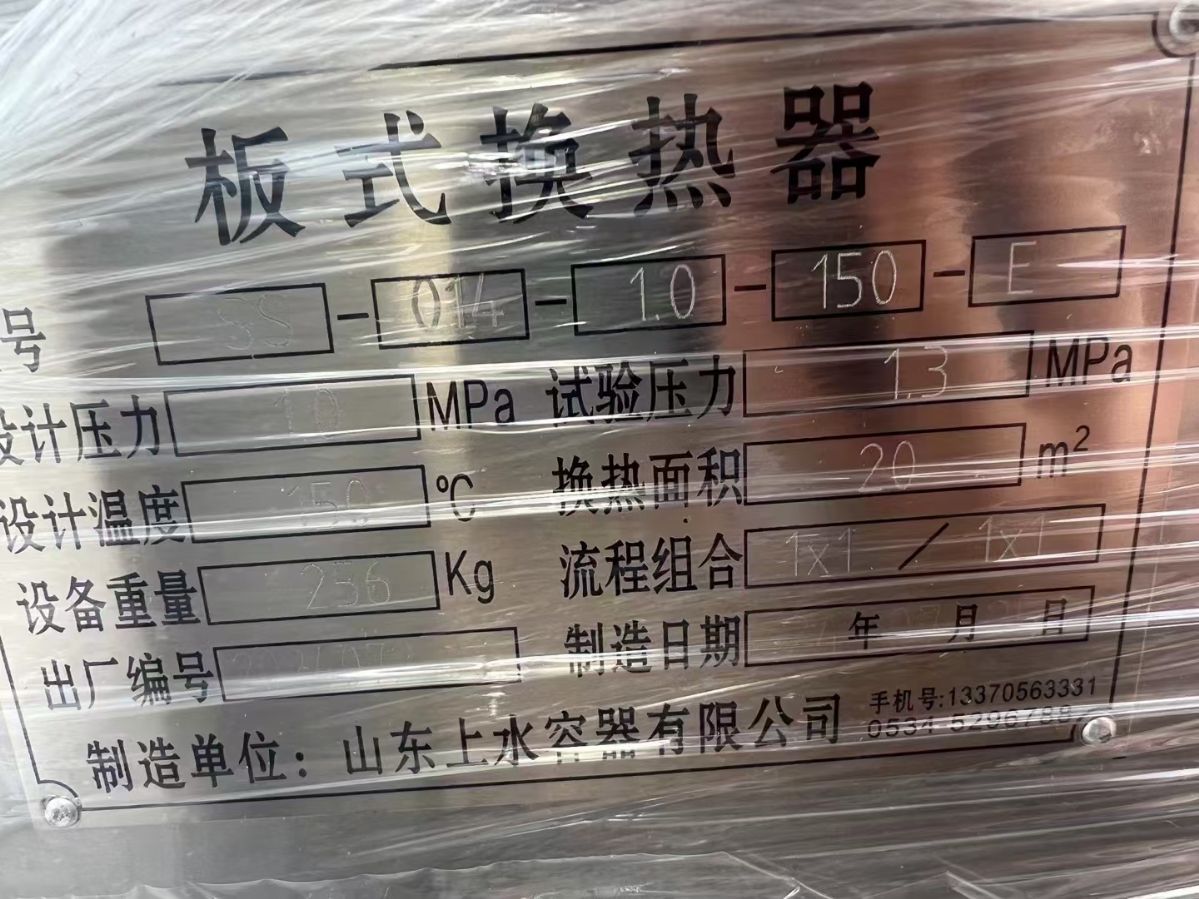 板式换热器
号 SS-014-1.0-150-E
设计压力 1.0 MPa 试验压力 1.3 MPa
设计温度 150 ℃ 换热面积 20 m²
设备重量 256 Kg 流程组合 1x1 / 1x1
出厂编号 制造日期 年 月 日
制造单位：山东上水容器有限公司 手机号:13370563331
0534-5296788